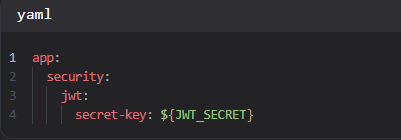 yaml
1 app:
2 security:
3 jwt:
4 secret-key: ${JWT_SECRET}